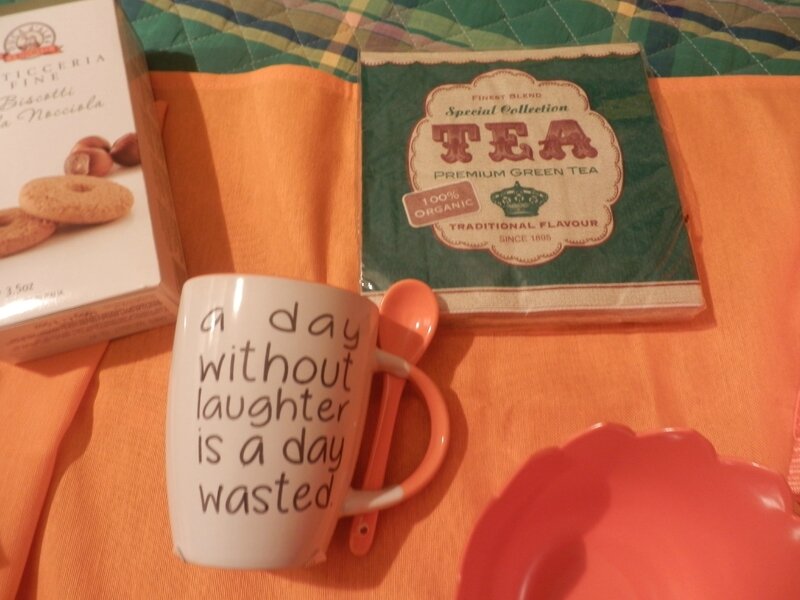 TICCERIA
FINE
Biscotti
la Nocciola
3.5oz
FINEST BLEND
Special Collection
TEA
PREMIUM GREEN TEA
100%
ORGANIC
TRADITIONAL FLAVOUR
SINCE 1895
a day
without
laughter
is a day
wasted.